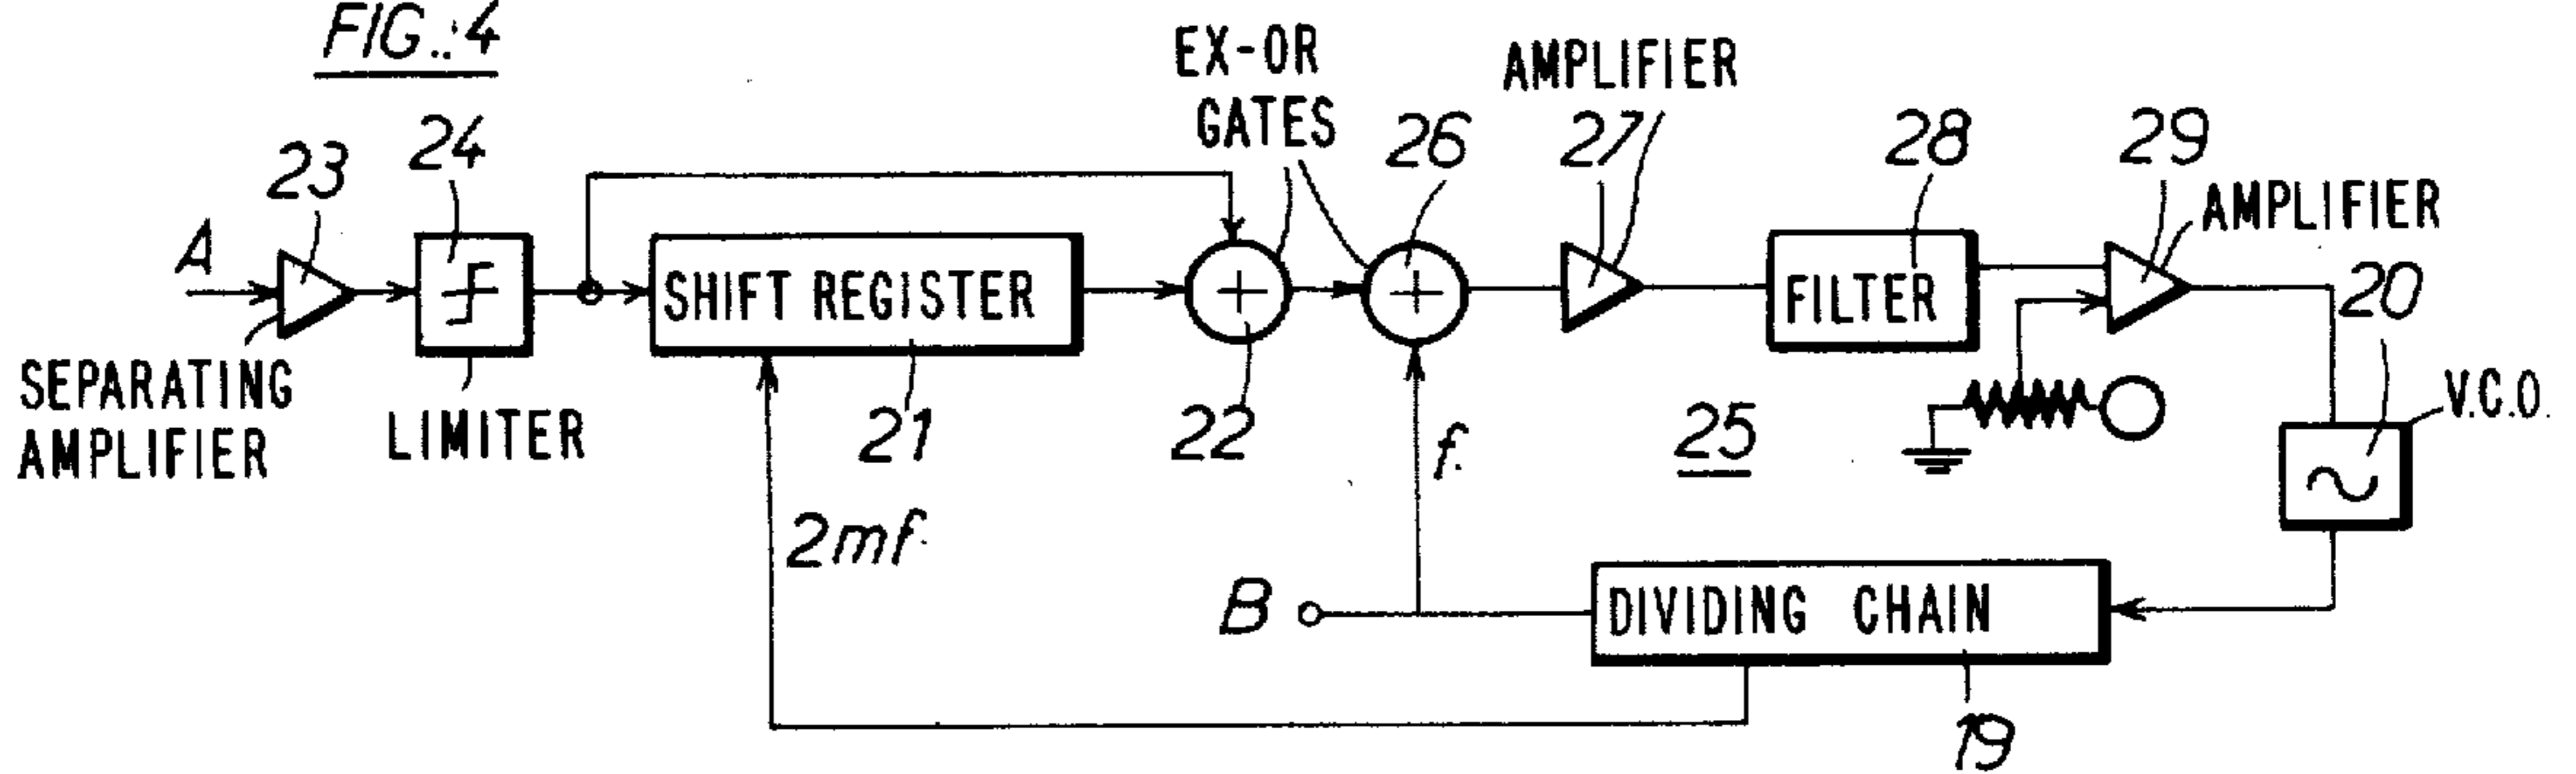 FIG.:4
EX-OR
GATES
AMPLIFIER
23
24
26
27
28
29
AMPLIFIER
A
SHIFT REGISTER
FILTER
20
SEPARATING
AMPLIFIER
LIMITER
21
22
f.
25
V.C.O.
2mf.
B
DIVIDING CHAIN
19